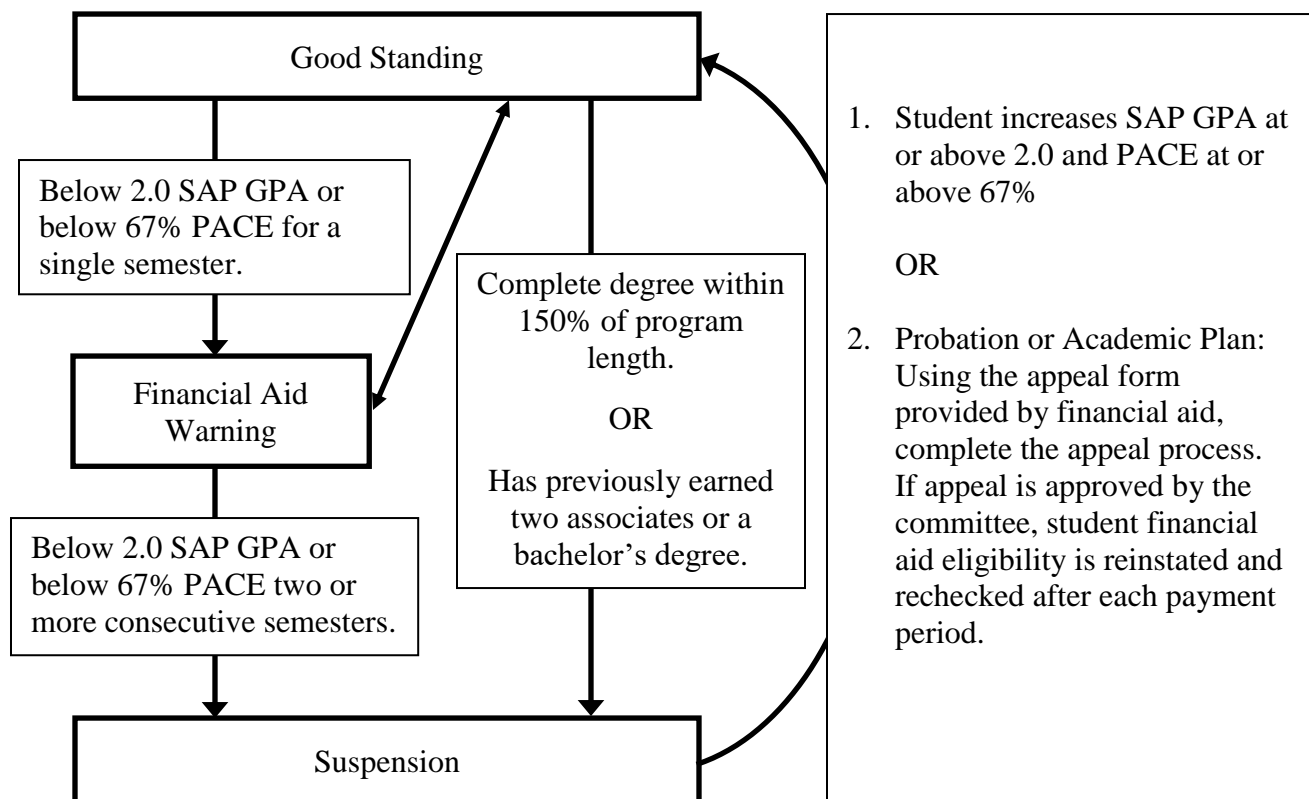 Good Standing
Below 2.0 SAP GPA or
below 67% PACE for a
single semester.
Financial Aid
Warning
Below 2.0 SAP GPA or
below 67% PACE two or
more consecutive semesters.
Complete degree within
150% of program
length.
OR
Has previously earned
two associates or a
bachelor’s degree.
Suspension
1. Student increases SAP GPA at
or above 2.0 and PACE at or
above 67%
OR
2. Probation or Academic Plan:
Using the appeal form
provided by financial aid,
complete the appeal process.
If appeal is approved by the
committee, student financial
aid eligibility is reinstated and
rechecked after each payment
period.